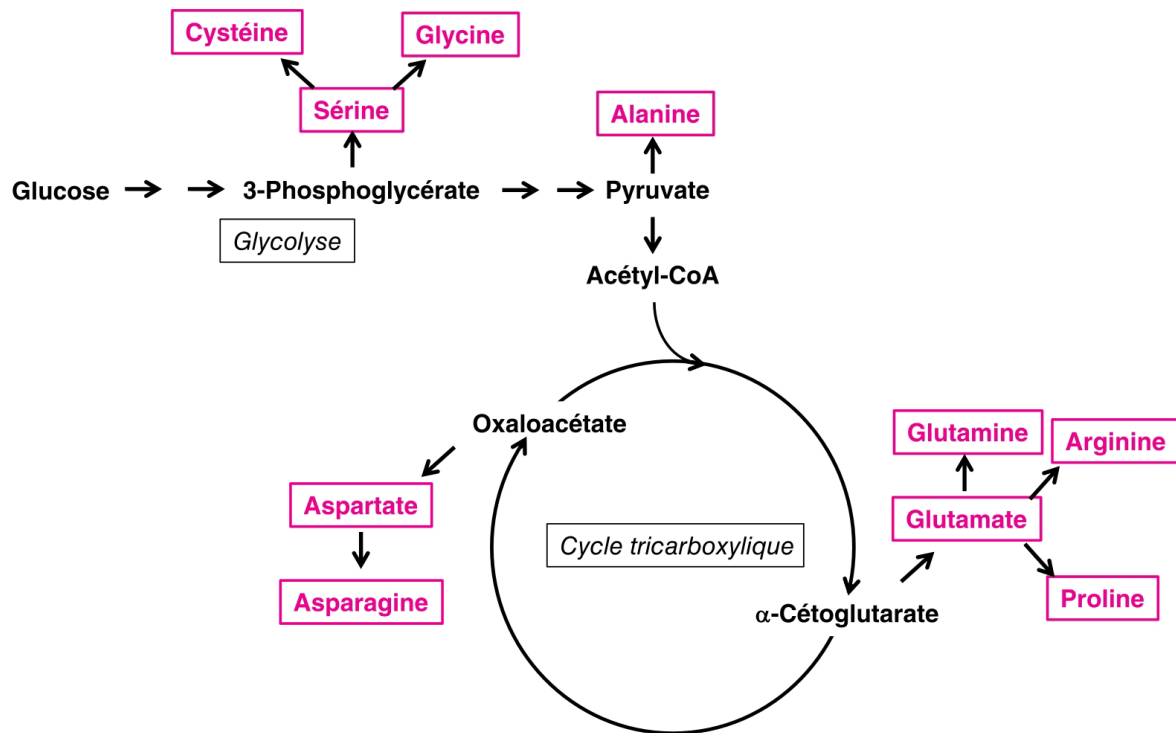 Cystéine
Glycine
Sérine
Alanine
Glucose
3-Phosphoglycérate
Pyruvate
Glycolyse
Acétyl-CoA
Oxaloacétate
Glutamine
Arginine
Aspartate
Glutamate
Cycle tricarboxylique
Asparagine
Proline
α-Cétoglutarate